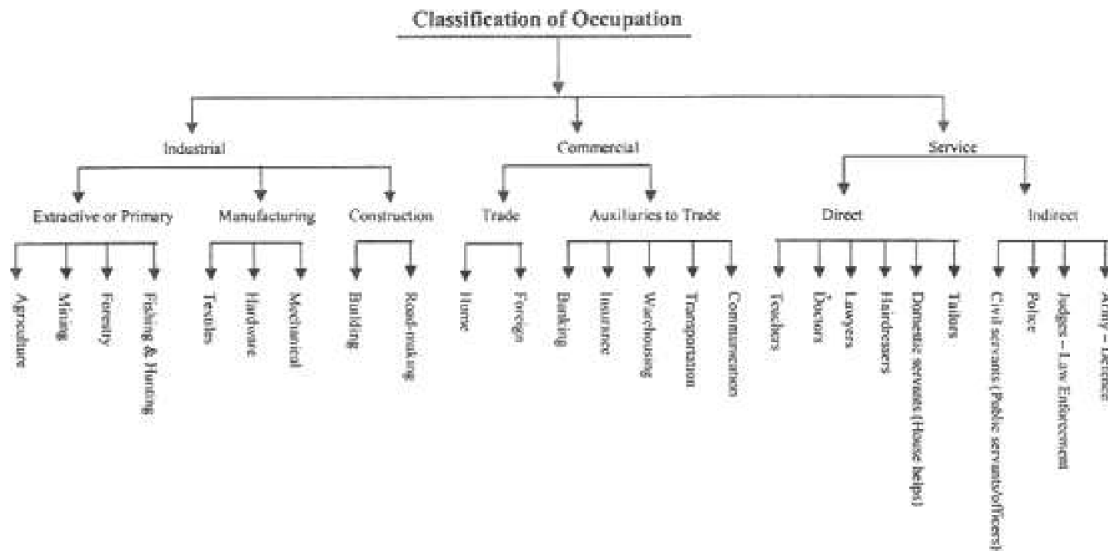 Classification of Occupation
Industrial
Commercial
Service
Extractive or Primary
Manufacturing
Construction
Trade
Auxiliaries to Trade
Direct
Indirect
Agriculture
Mining
Forestry
Fishing & Hunting
Textiles
Hardware
Mechanical
Building
Road-making
Home
Foreign
Banking
Insurance
Warehousing
Transportation
Communication
Teachers
Doctors
Lawyers
Hairdressers
Domestic servants (House helps)
Tailors
Civil servants (Public servants/officers)
Police
Judges – Law Enforcement
Army – Defence